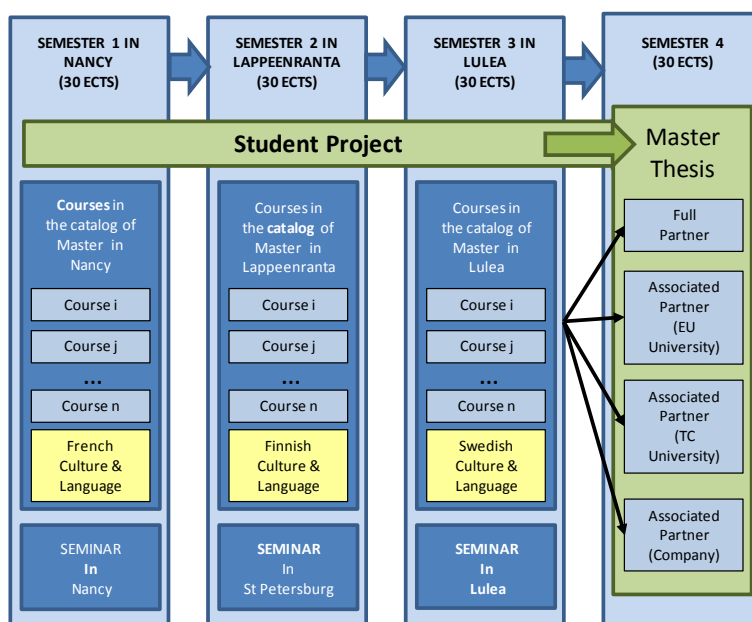 SEMESTER 1 IN
NANCY
(30 ECTS)
SEMESTER 2 IN
LAPPEENRANTA
(30 ECTS)
SEMESTER 3 IN
LULEA
(30 ECTS)
SEMESTER 4
(30 ECTS)
Student Project
Master
Thesis
Courses in
the catalog of
Master in
Nancy
Course i
Course j
...
Course n
French
Culture &
Language
SEMINAR
In
Nancy
Courses in
the catalog of
Master in
Lappeenranta
Course i
Course j
...
Course n
Finnish
Culture &
Language
SEMINAR
In
St Petersburg
Courses in
the catalog of
Master in
Lulea
Course i
Course j
...
Course n
Swedish
Culture &
Language
SEMINAR
In
Lulea
Full
Partner
Associated
Partner
(EU
University)
Associated
Partner
(TC
University)
Associated
Partner
(Company)